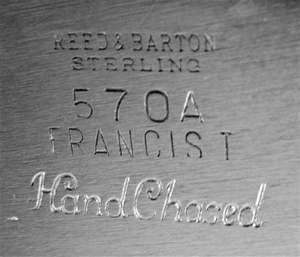 REED & BARTON
STERLING
570A
FRANCIS I
Hand Chased